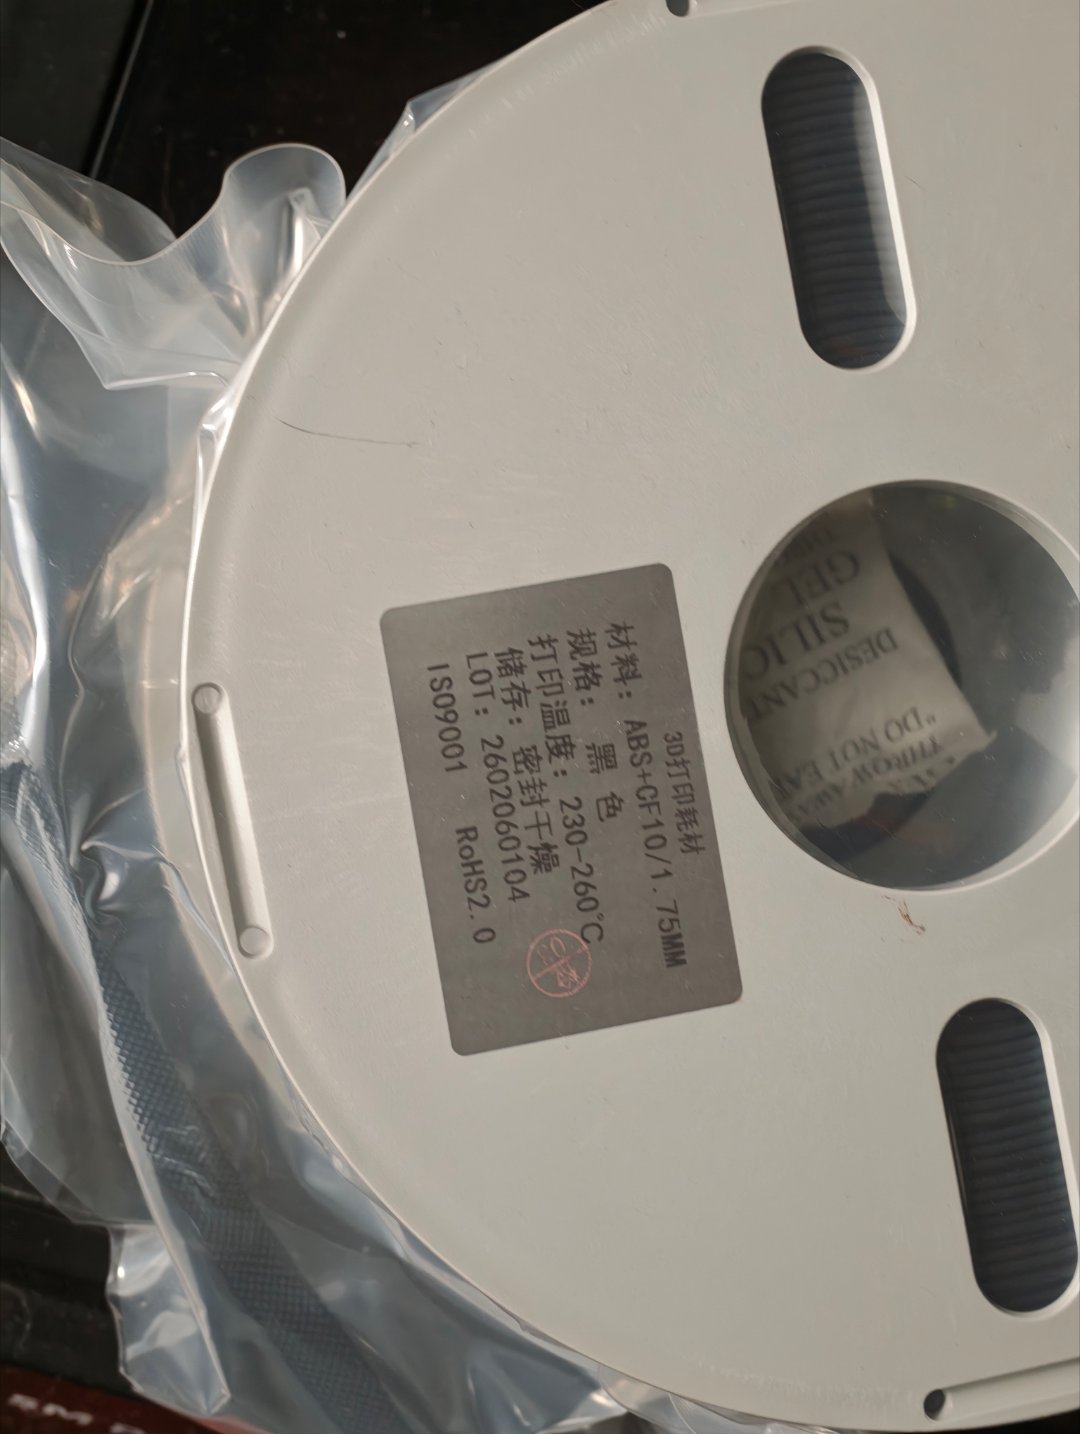 3D打印耗材
材料：ABS+CF10/1.75MM
规格：黑色
打印温度：230-260℃
储存：密封干燥
LOT：2602060104
ISO9001 RoHS2.0
GEL
DESICCANT
"DO NOT EAT
THROW AWAY